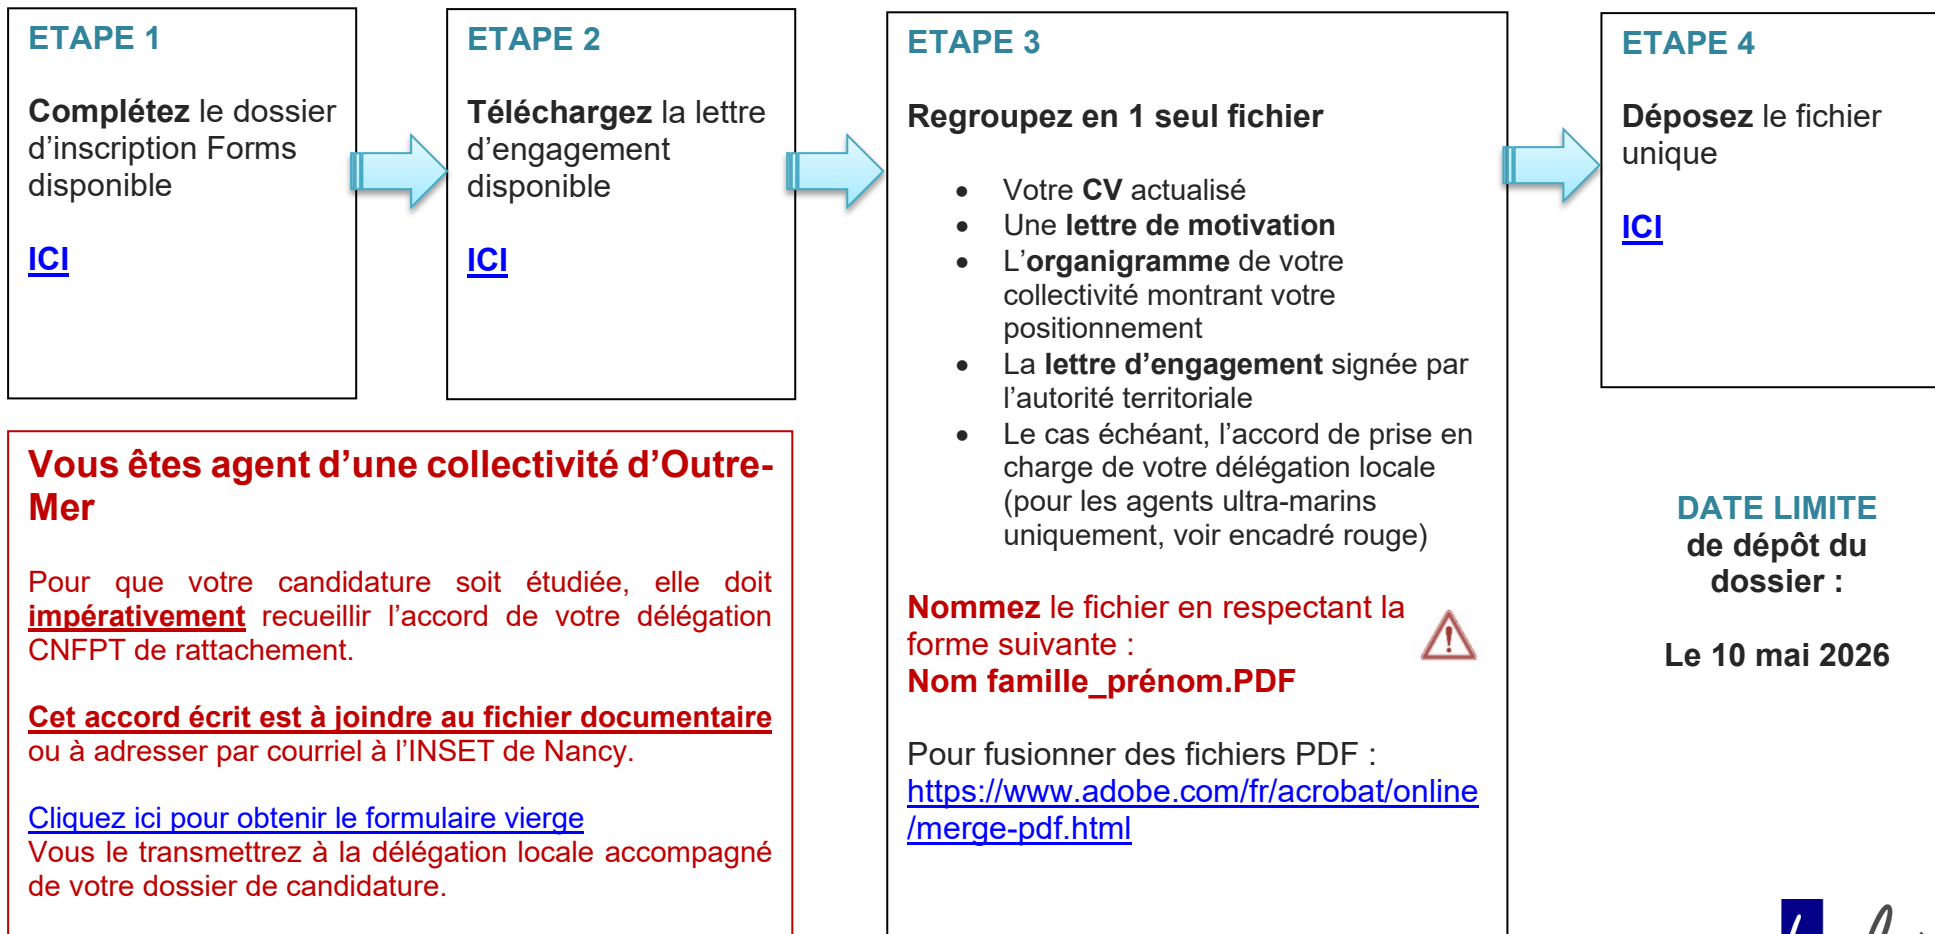 ETAPE 1
Complétez le dossier
d’inscription Forms
disponible
ICI
ETAPE 2
Téléchargez la lettre
d’engagement
disponible
ICI
ETAPE 3
Regroupez en 1 seul fichier
• Votre CV actualisé
• Une lettre de motivation
• L’organigramme de votre
collectivité montrant votre
positionnement
• La lettre d’engagement signée par
l’autorité territoriale
• Le cas échéant, l’accord de prise en
charge de votre délégation locale
(pour les agents ultra-marins
uniquement, voir encadré rouge)
Nommez le fichier en respectant la
forme suivante :
Nom famille_prénom.PDF
Pour fusionner des fichiers PDF :
https://www.adobe.com/fr/acrobat/online
/merge-pdf.html
ETAPE 4
Déposez le fichier
unique
ICI
DATE LIMITE
de dépôt du
dossier :
Le 10 mai 2026
Vous êtes agent d’une collectivité d’Outre-
Mer
Pour que votre candidature soit étudiée, elle doit
impérativement recueillir l’accord de votre délégation
CNFPT de rattachement.
Cet accord écrit est à joindre au fichier documentaire
ou à adresser par courriel à l’INSET de Nancy.
Cliquez ici pour obtenir le formulaire vierge
Vous le transmettrez à la délégation locale accompagné
de votre dossier de candidature.